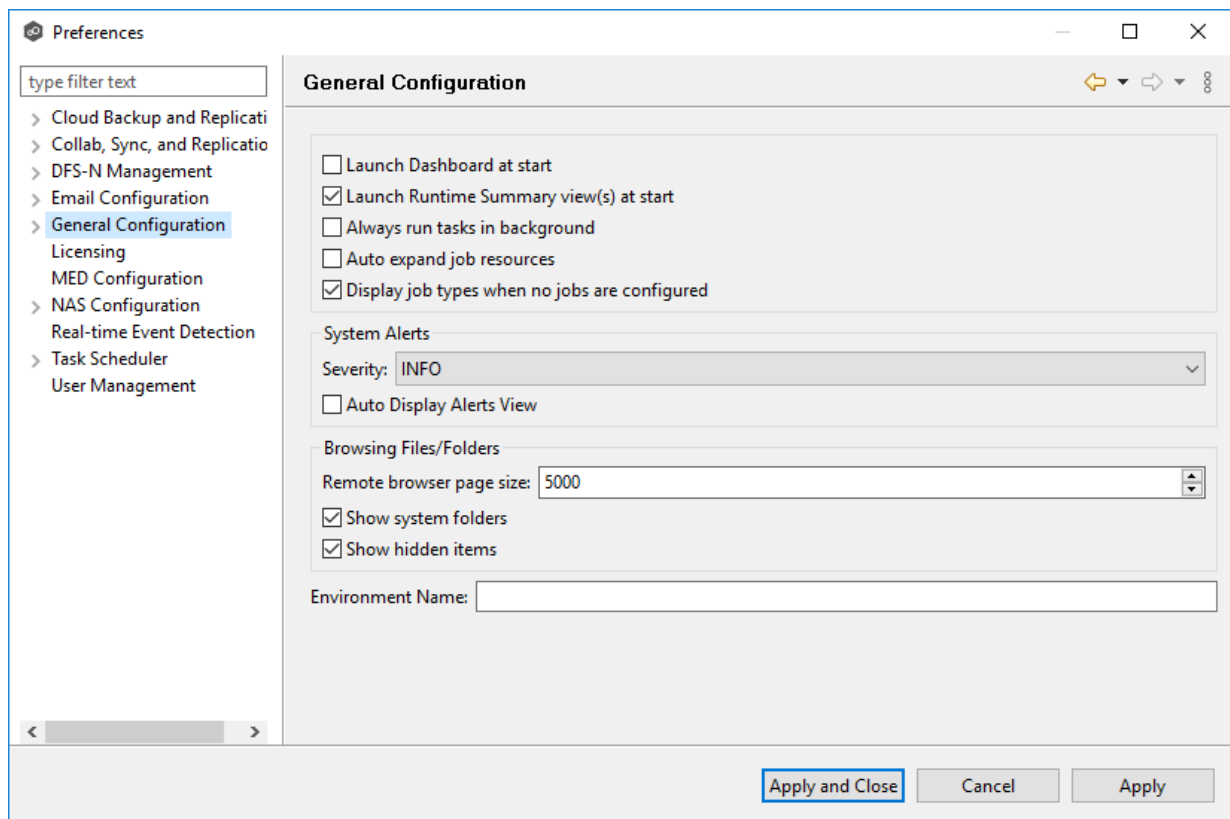 Preferences
type filter text
Cloud Backup and Replicati
Collab, Sync, and Replicatio
DFS-N Management
Email Configuration
General Configuration
Licensing
MED Configuration
NAS Configuration
Real-time Event Detection
Task Scheduler
User Management
General Configuration
Launch Dashboard at start
Launch Runtime Summary view(s) at start
Always run tasks in background
Auto expand job resources
Display job types when no jobs are configured
System Alerts
Severity: INFO
Auto Display Alerts View
Browsing Files/Folders
Remote browser page size: 5000
Show system folders
Show hidden items
Environment Name:
Apply and Close Cancel Apply